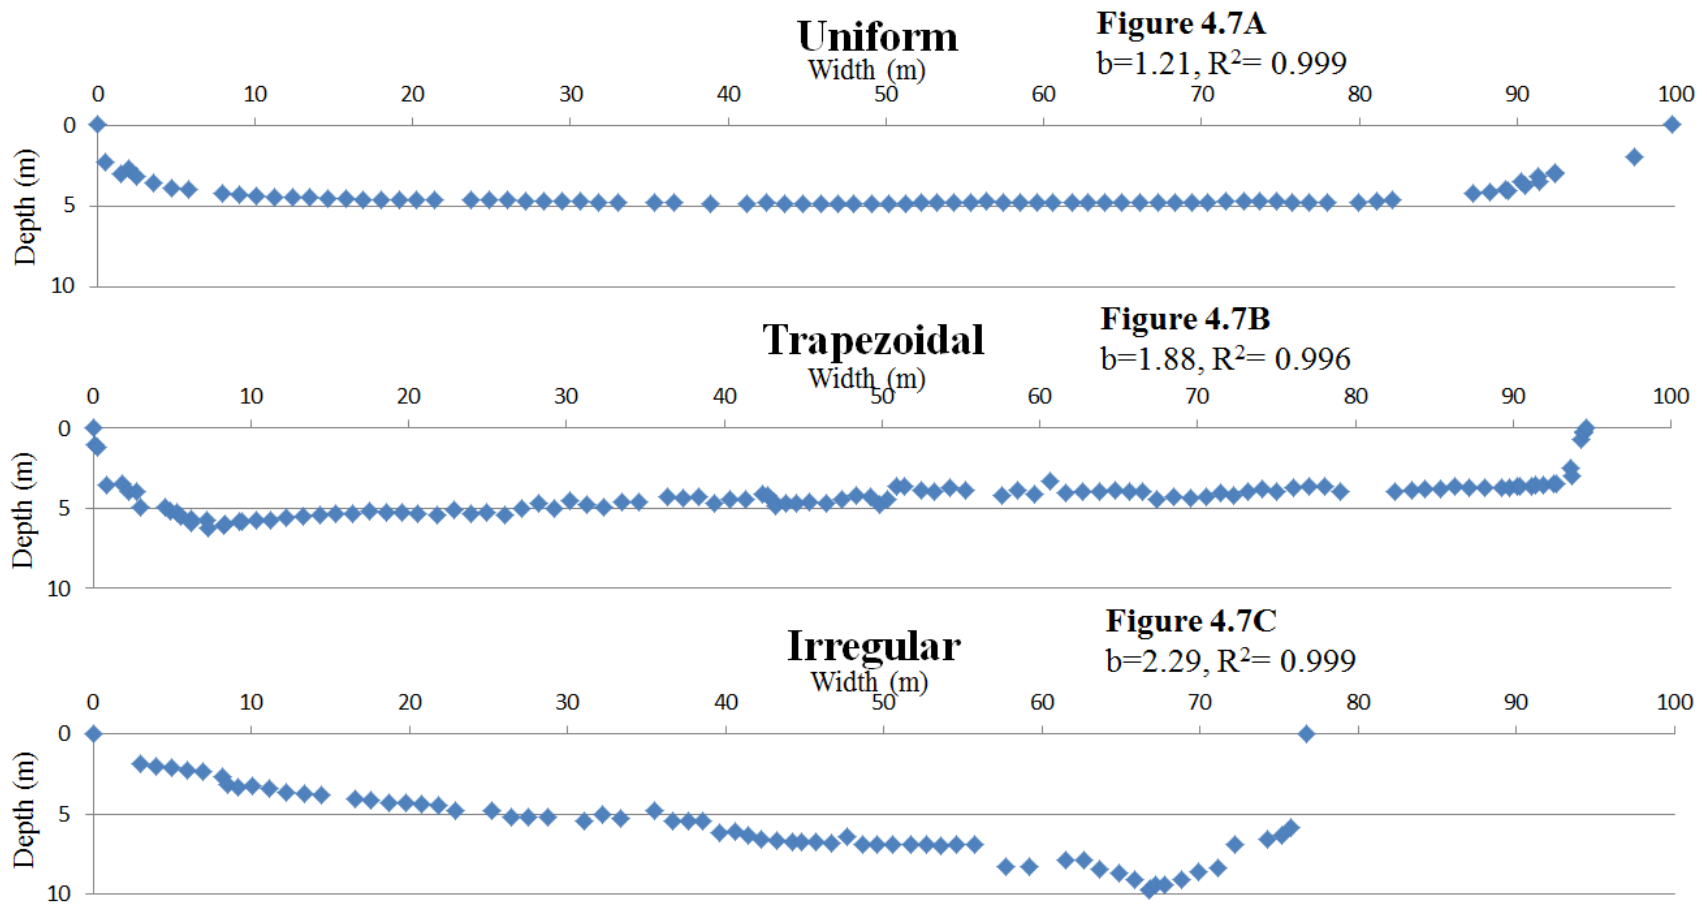 Uniform
Width (m)
Figure 4.7A
b=1.21, R²= 0.999
0 10 20 30 40 50 60 70 80 90 100
0
5
10
Depth (m)
Trapezoidal
Width (m)
Figure 4.7B
b=1.88, R²= 0.996
0 10 20 30 40 50 60 70 80 90 100
0
5
10
Depth (m)
Irregular
Width (m)
Figure 4.7C
b=2.29, R²= 0.999
0 10 20 30 40 50 60 70 80 90 100
0
5
10
Depth (m)